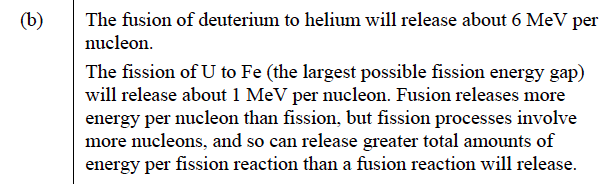 (b) The fusion of deuterium to helium will release about 6 MeV per
nucleon.
The fission of U to Fe (the largest possible fission energy gap)
will release about 1 MeV per nucleon. Fusion releases more
energy per nucleon than fission, but fission processes involve
more nucleons, and so can release greater total amounts of
energy per fission reaction than a fusion reaction will release.